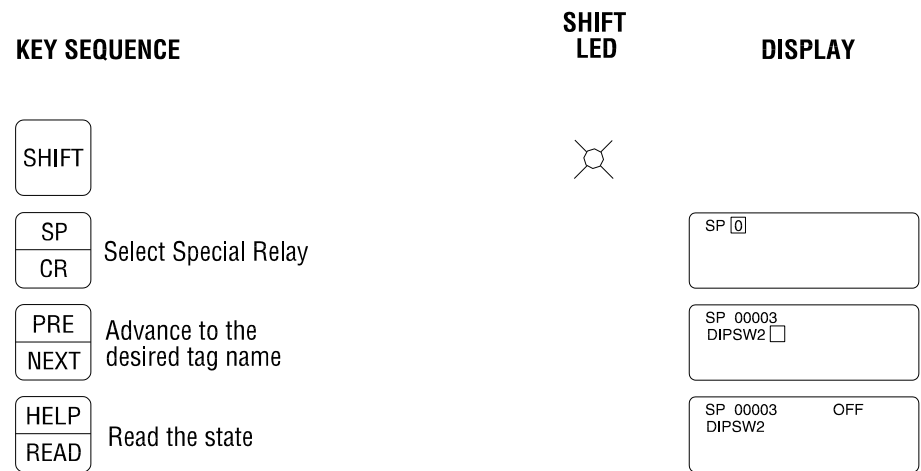 KEY SEQUENCE
SHIFT
LED
DISPLAY
SHIFT
SP
CR
Select Special Relay
SP 0
PRE
NEXT
Advance to the
desired tag name
SP 00003
DIPSW2
HELP
READ
Read the state
SP 00003 OFF
DIPSW2